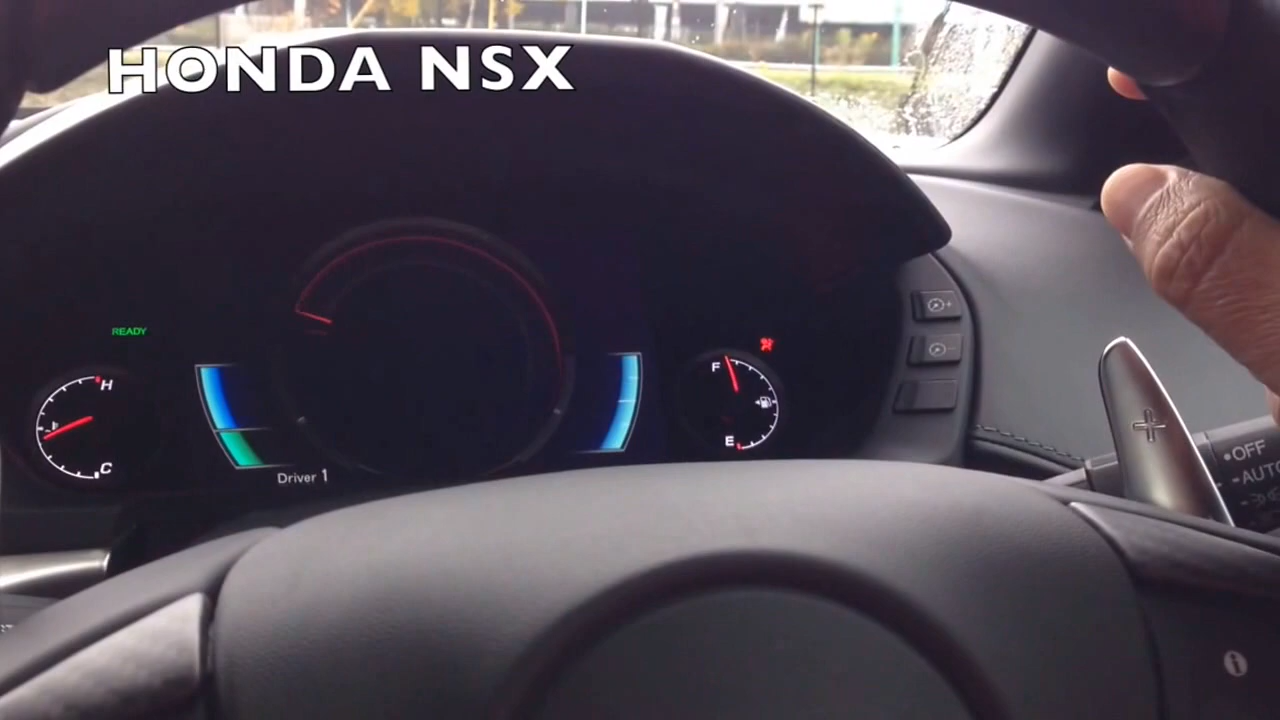 HONDA NSX
READY
H
C
Driver 1
F
E
+
•OFF
-AUTO
i